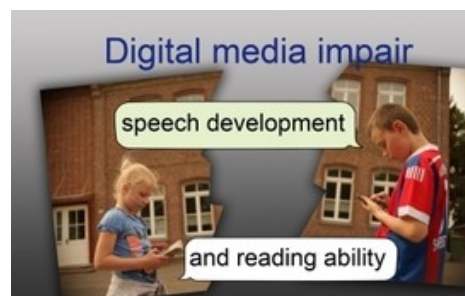 Digital media impair
speech development
and reading ability